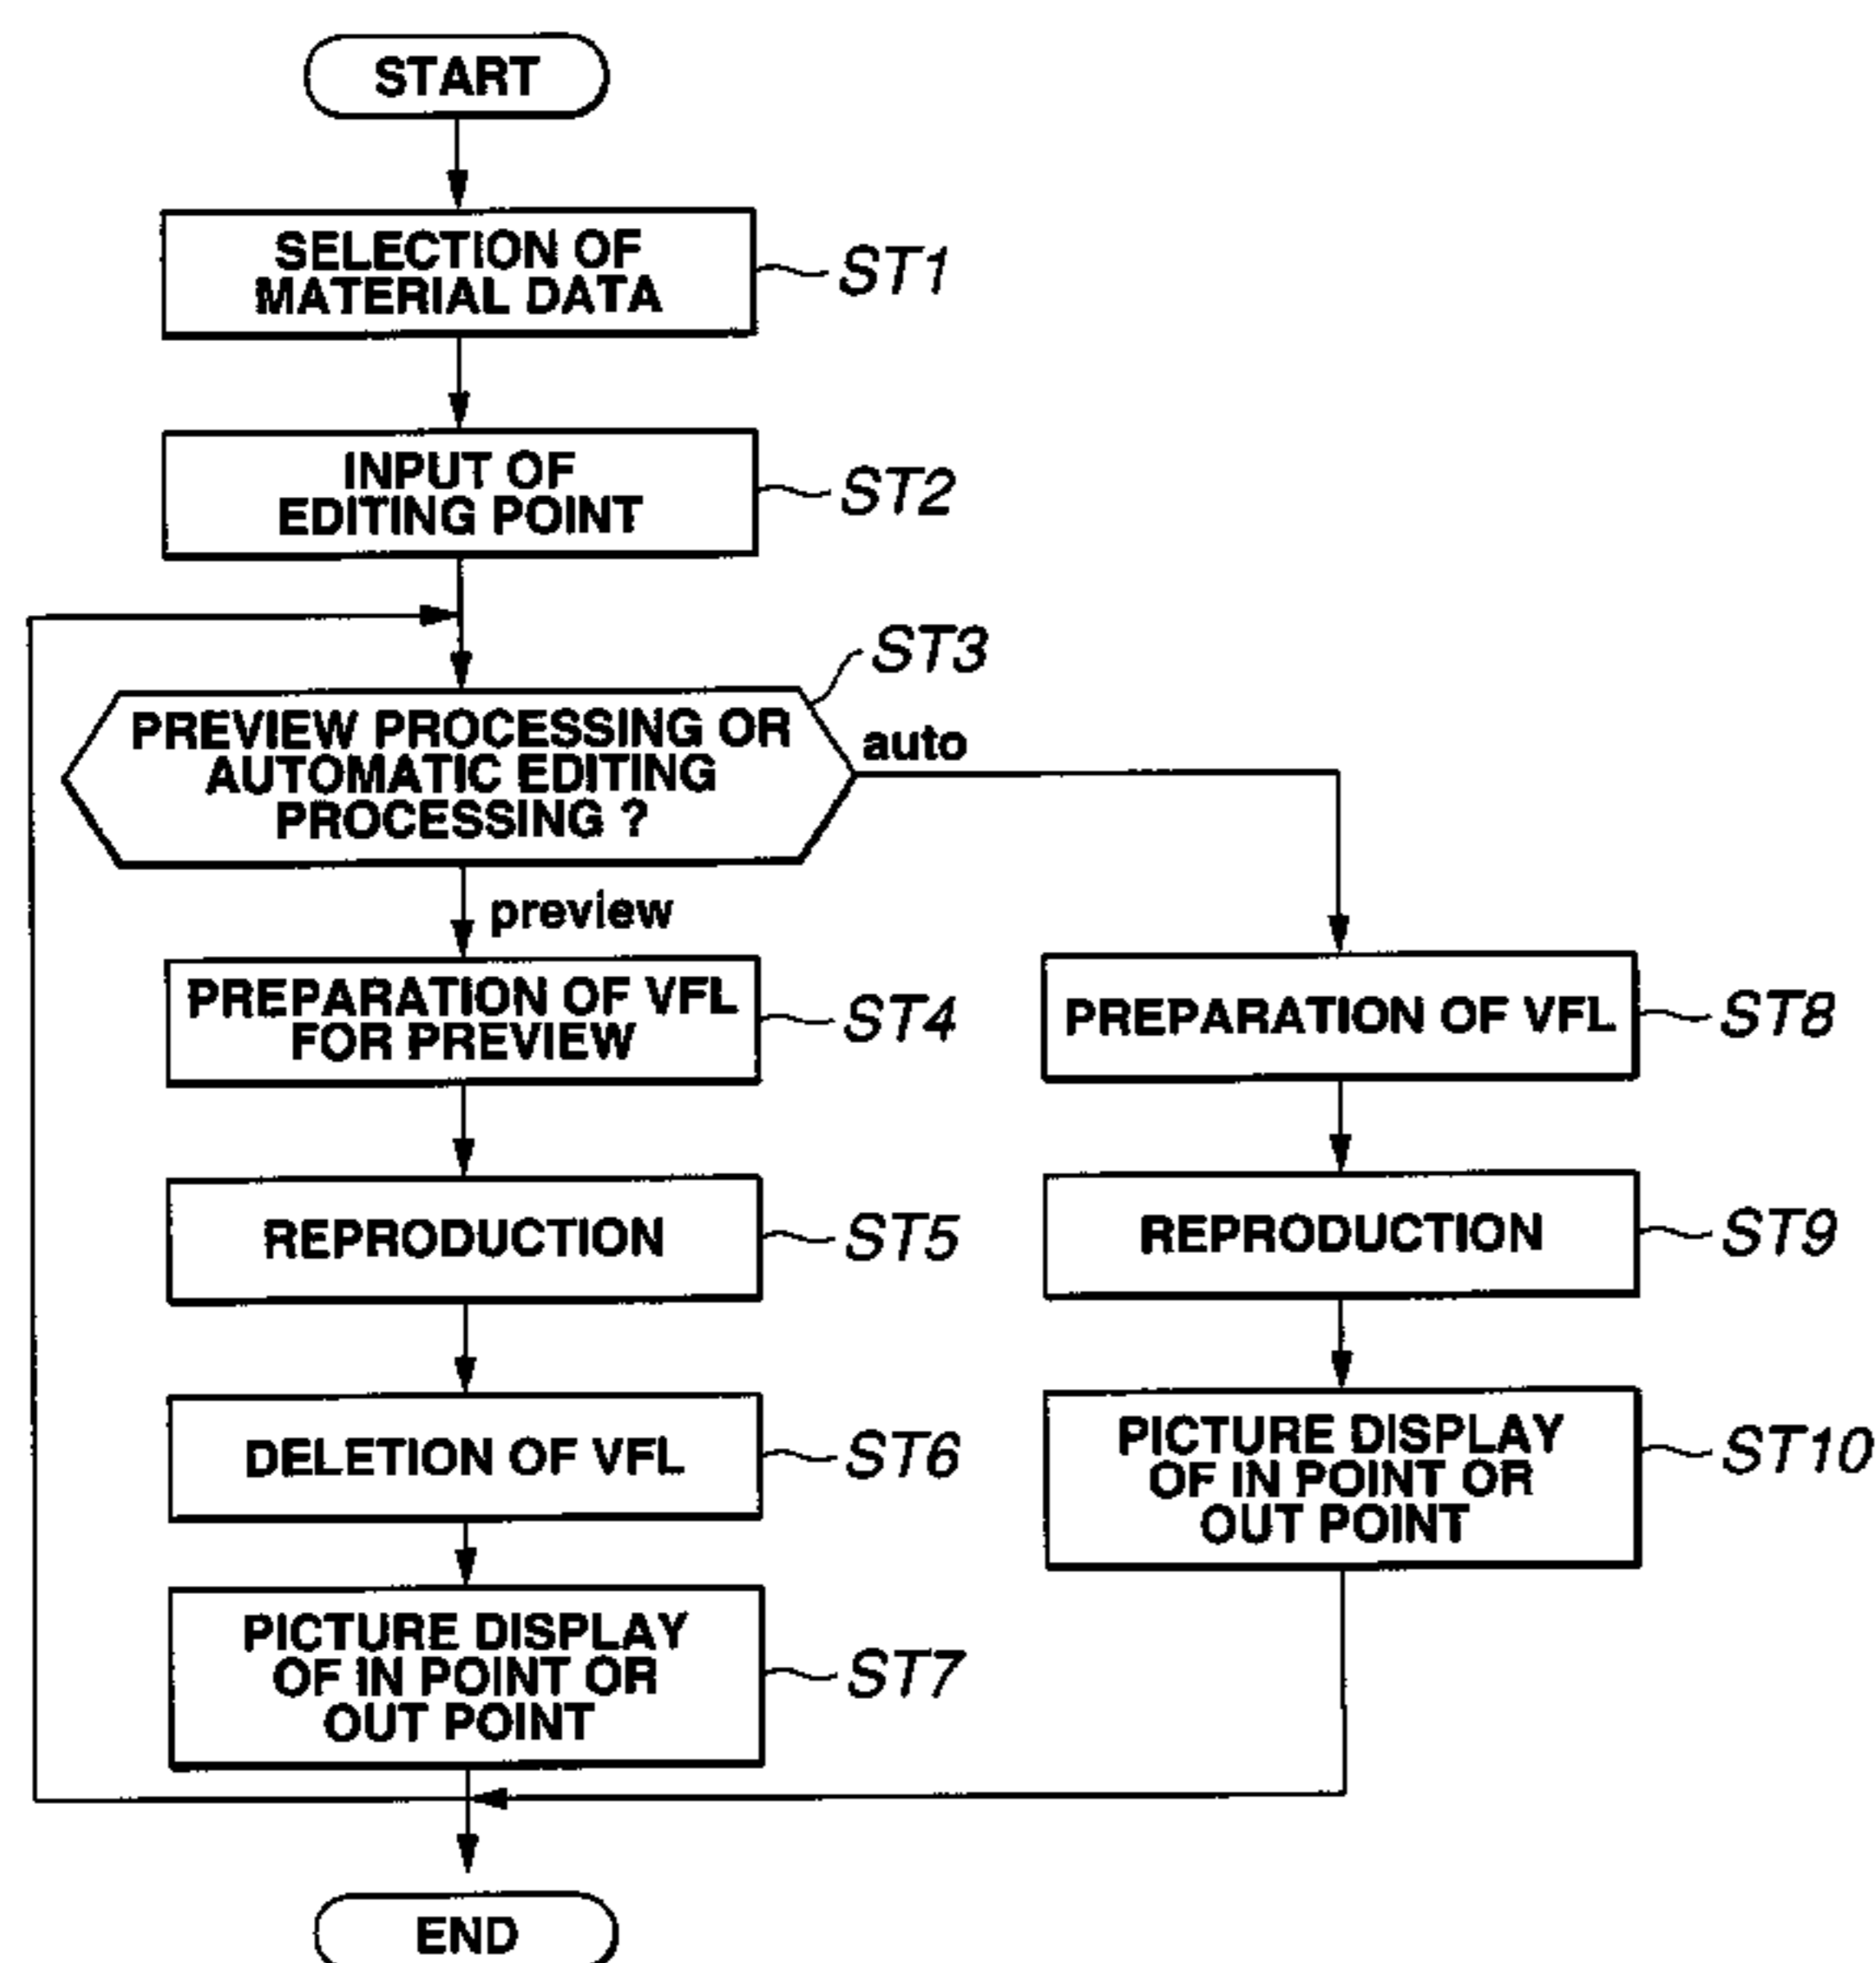 START
SELECTION OF
MATERIAL DATA
ST1
INPUT OF
EDITING POINT
ST2
ST3
PREVIEW PROCESSING OR
AUTOMATIC EDITING
PROCESSING ?
auto
preview
PREPARATION OF VFL
FOR PREVIEW
ST4
PREPARATION OF VFL
ST8
REPRODUCTION
ST5
REPRODUCTION
ST9
DELETION OF VFL
ST6
PICTURE DISPLAY
OF IN POINT OR
OUT POINT
ST10
PICTURE DISPLAY
OF IN POINT OR
OUT POINT
ST7
END